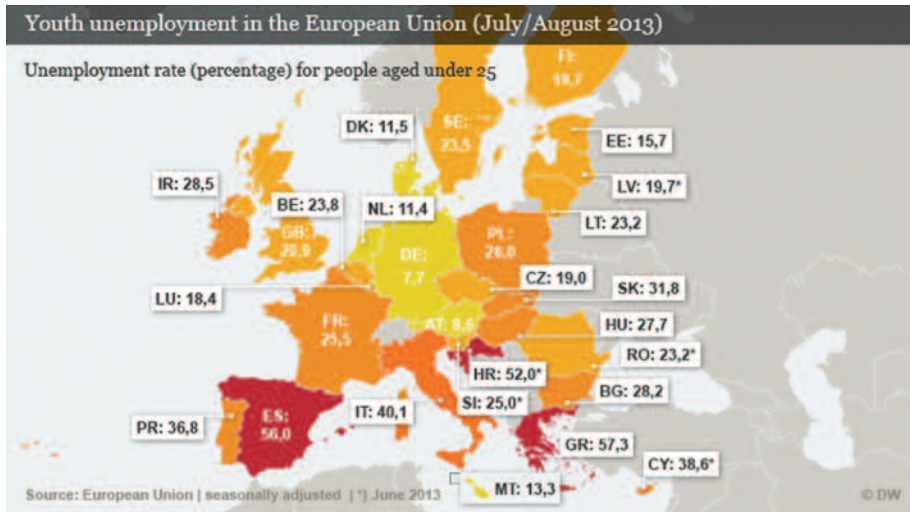 Youth unemployment in the European Union (July/August 2013)
Unemployment rate (percentage) for people aged under 25
FI:
19,7
SE:
23,5
DK: 11,5
EE: 15,7
LV: 19,7*
LT: 23,2
IR: 28,5
BE: 23,8
NL: 11,4
GB:
20,9
DE:
7,7
PL:
26,0
CZ: 19,0
SK: 31,8
LU: 18,4
FR:
25,5
AT: 8,6
HU: 27,7
RO: 23,2*
HR: 52,0*
SI: 25,0*
BG: 28,2
IT: 40,1
ES:
56,0
PR: 36,8
GR: 57,3
CY: 38,6*
MT: 13,3
Source: European Union | seasonally adjusted | *) June 2013
© DW